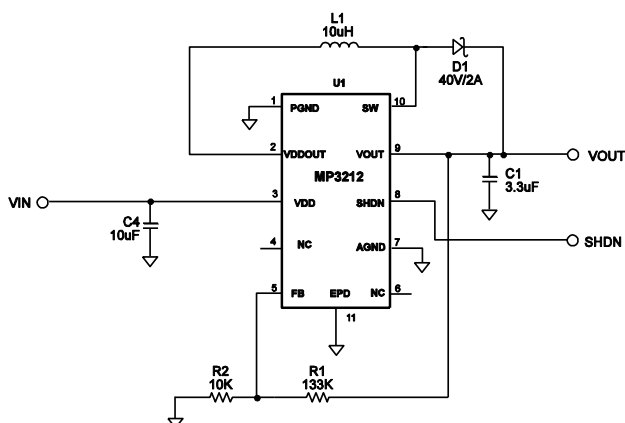 L1
10uH
D1
40V/2A
U1
1 PGND SW 10
2 VDDOUT VOUT 9
VOUT
MP3212
C1
3.3uF
VIN
3 VDD SHDN 8
C4
10uF
SHDN
4 NC AGND 7
5 FB EPD NC 6
11
R2
10K
R1
133K